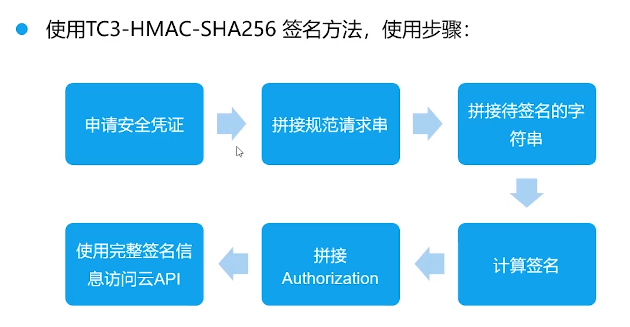 使用TC3-HMAC-SHA256 签名方法，使用步骤：
申请安全凭证
拼接规范请求串
拼接待签名的字
符串
计算签名
拼接
Authorization
使用完整签名信
息访问云API